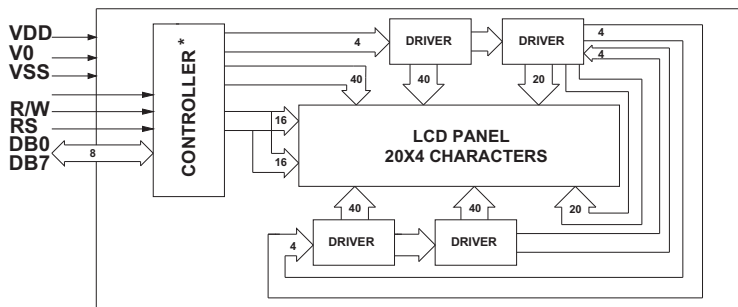 VDD
V0
VSS
R/W
RS
DB0
DB7
8
CONTROLLER*
4
DRIVER
DRIVER
4
4
40
40
20
16
16
LCD PANEL
20X4 CHARACTERS
40
40
20
4
DRIVER
DRIVER